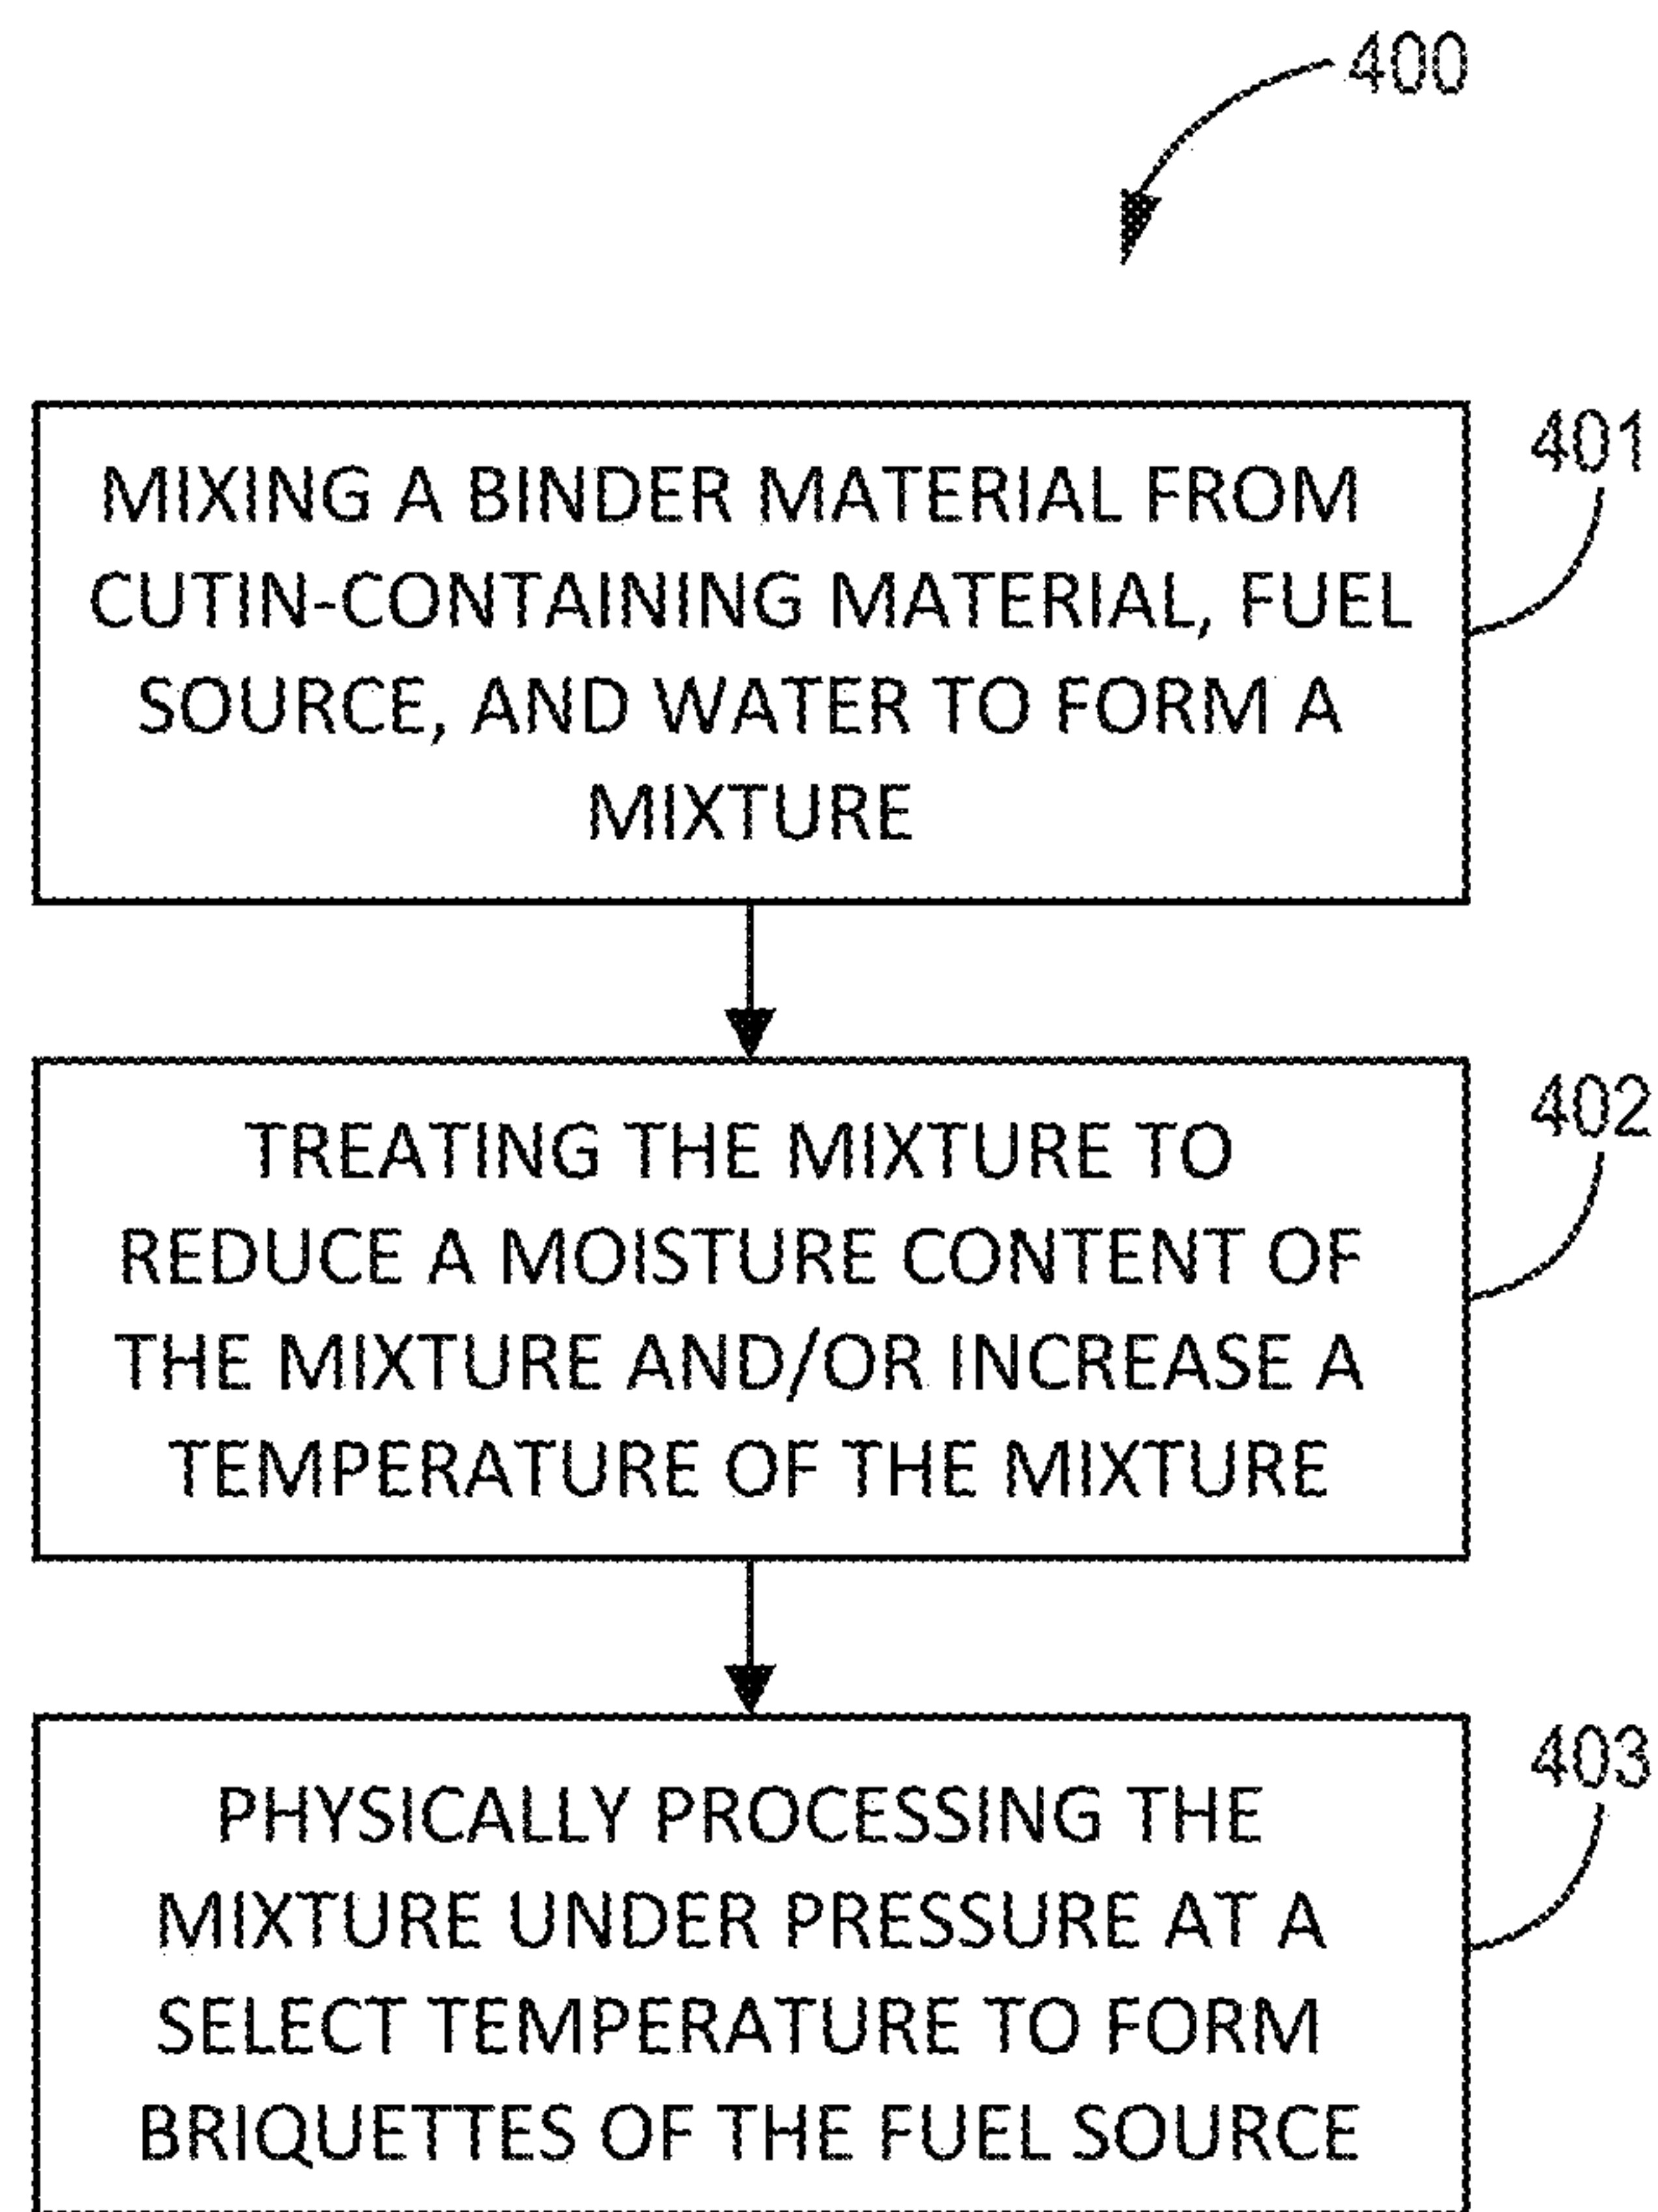 400
401
MIXING A BINDER MATERIAL FROM
CUTIN-CONTAINING MATERIAL, FUEL
SOURCE, AND WATER TO FORM A
MIXTURE
402
TREATING THE MIXTURE TO
REDUCE A MOISTURE CONTENT OF
THE MIXTURE AND/OR INCREASE A
TEMPERATURE OF THE MIXTURE
403
PHYSICALLY PROCESSING THE
MIXTURE UNDER PRESSURE AT A
SELECT TEMPERATURE TO FORM
BRIQUETTES OF THE FUEL SOURCE